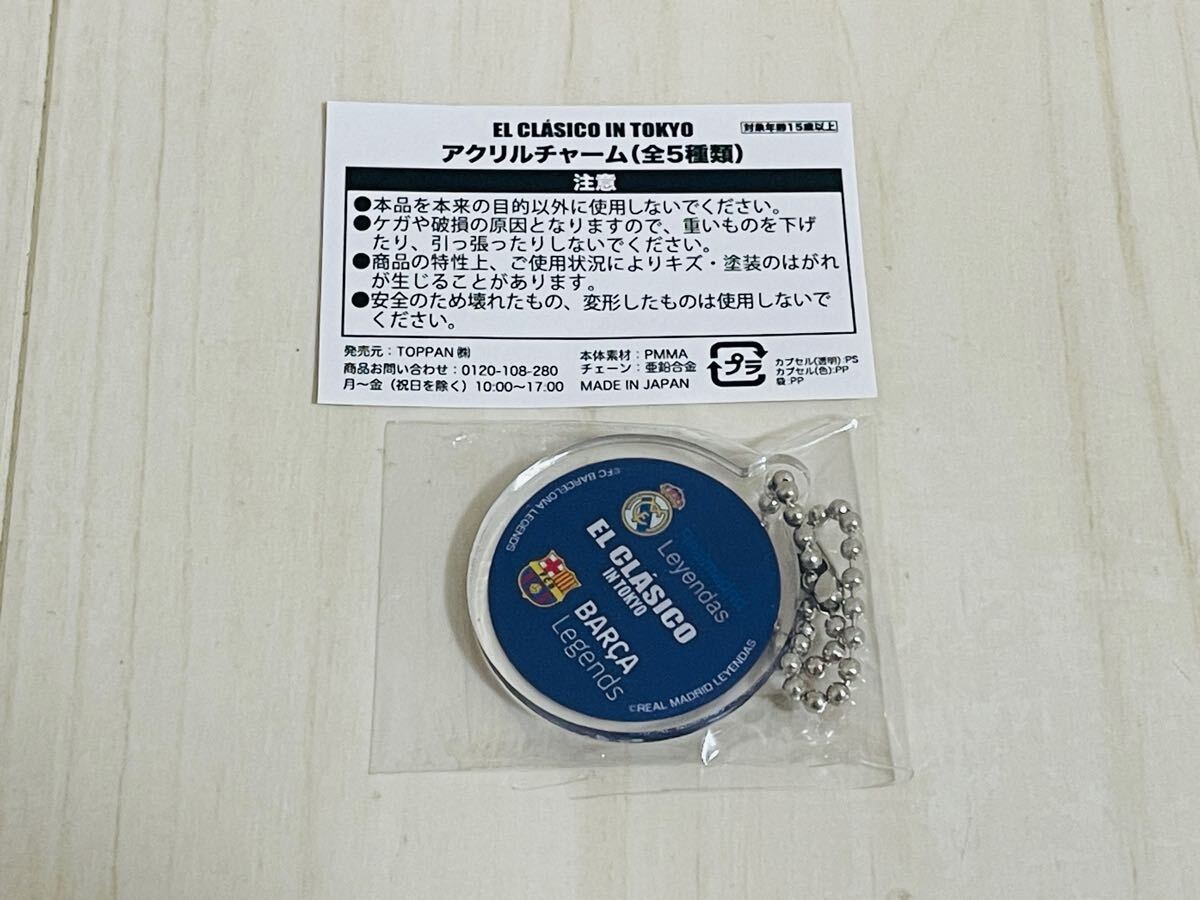 EL CLÁSICO IN TOKYO
対象年齢15歳以上
アクリルチャーム(全5種類)
注意
●本品を本来の目的以外に使用しないでください。
●ケガや破損の原因となりますので、重いものを下げ
たり、引っ張ったりしないでください。
●商品の特性上、ご使用状況によりキズ・塗装のはがれ
が生じることがあります。
●安全のため壊れたもの、変形したものは使用しないで
ください。
発売元:TOPPAN㈱
商品お問い合わせ:0120-108-280
月〜金(祝日を除く)10:00〜17:00
本体素材:PMMA
チェーン:亜鉛合金
MADE IN JAPAN
プラ
カプセル(透明):PS
カプセル(色):PP
袋:PP
©FC BARCELONA LEGENDS
Leyendas
EL CLÁSICO
IN TOKYO
BARÇA
Legends
©REAL MADRID LEYENDAS